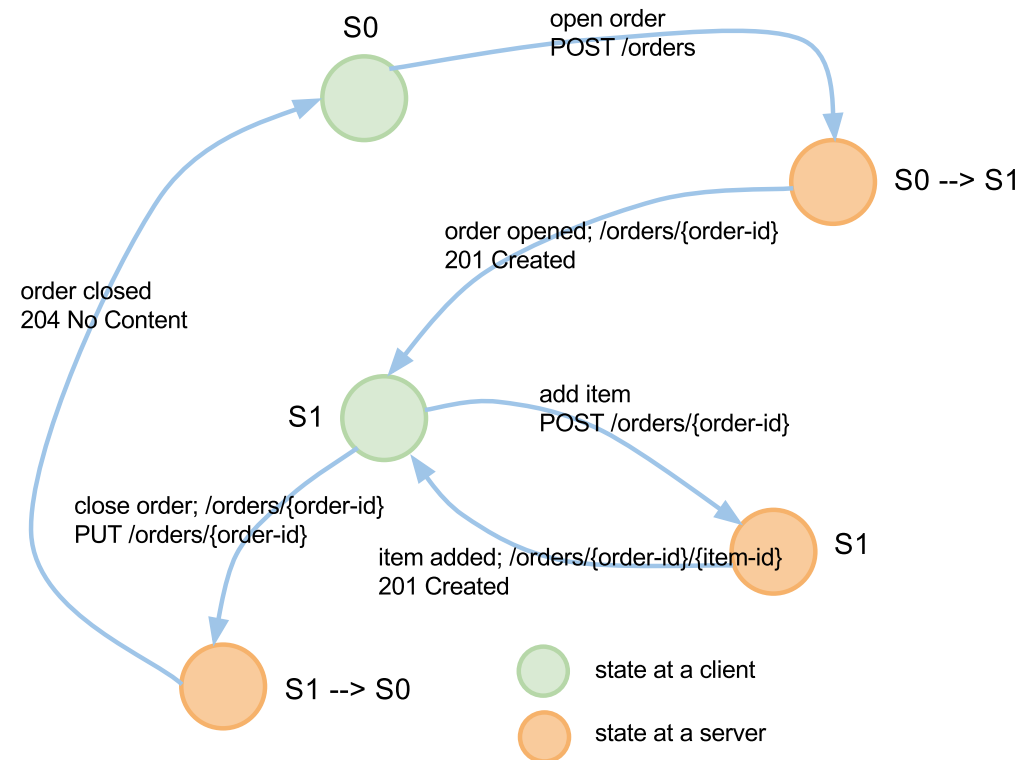 S0
open order
POST /orders
S0 --> S1
order opened; /orders/{order-id}
201 Created
order closed
204 No Content
S1
add item
POST /orders/{order-id}
close order; /orders/{order-id}
PUT /orders/{order-id}
item added; /orders/{order-id}/{item-id}
201 Created
S1
S1 --> S0
state at a client
state at a server